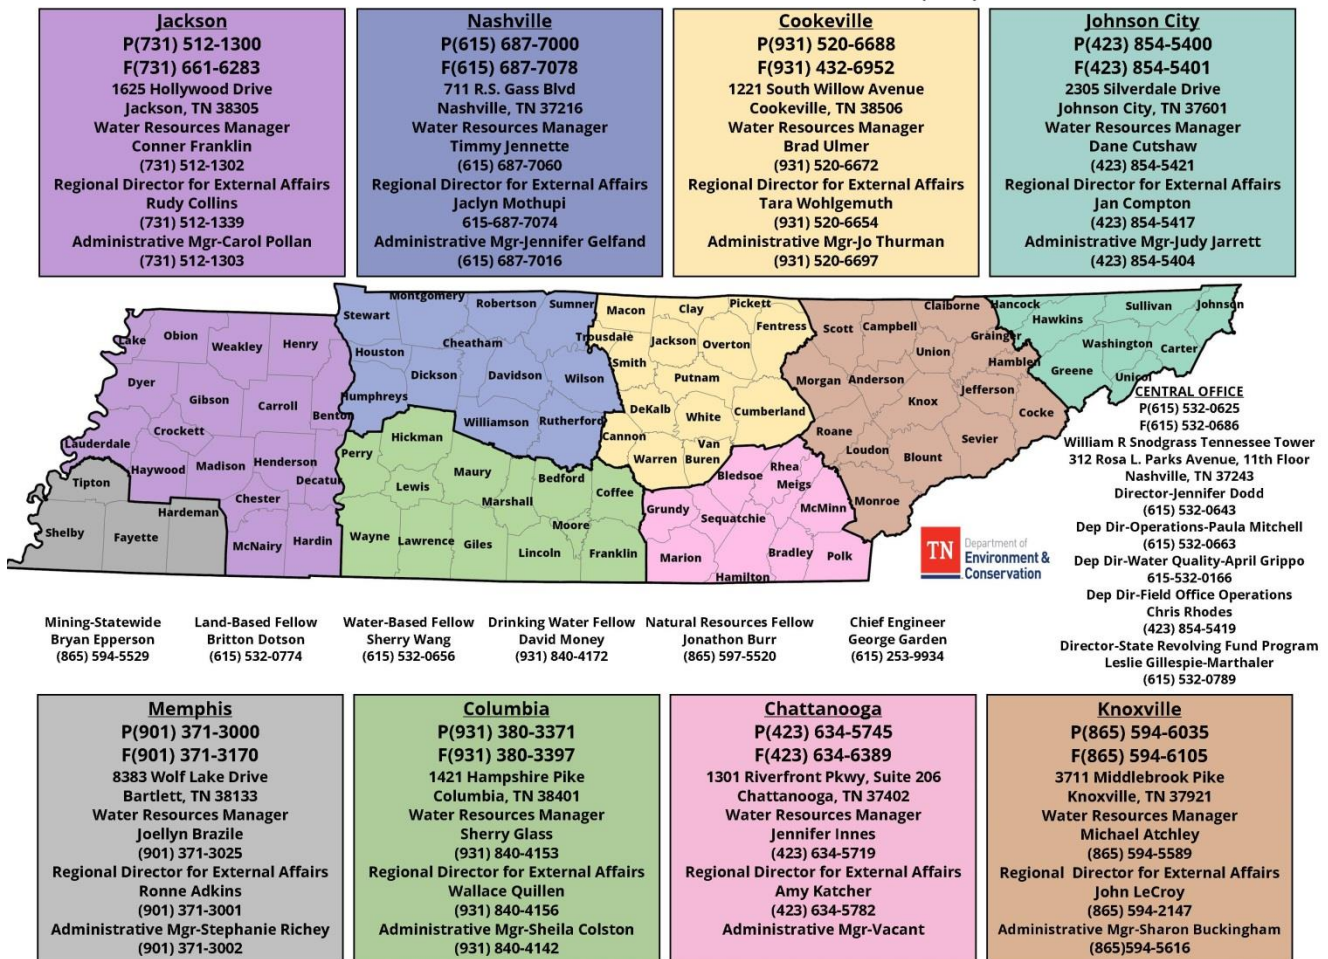 Jackson
P(731) 512-1300
F(731) 661-6283
1625 Hollywood Drive
Jackson, TN 38305
Water Resources Manager
Conner Franklin
(731) 512-1302
Regional Director for External Affairs
Rudy Collins
(731) 512-1339
Administrative Mgr-Carol Pollan
(731) 512-1303
Nashville
P(615) 687-7000
F(615) 687-7078
711 R.S. Gass Blvd
Nashville, TN 37216
Water Resources Manager
Timmy Jennette
(615) 687-7060
Regional Director for External Affairs
Jaclyn Mothupi
615-687-7074
Administrative Mgr-Jennifer Gelfand
(615) 687-7016
Cookeville
P(931) 520-6688
F(931) 432-6952
1221 South Willow Avenue
Cookeville, TN 38506
Water Resources Manager
Brad Ulmer
(931) 520-6672
Regional Director for External Affairs
Tara Wohlgemuth
(931) 520-6654
Administrative Mgr-Jo Thurman
(931) 520-6697
Johnson City
P(423) 854-5400
F(423) 854-5401
2305 Silverdale Drive
Johnson City, TN 37601
Water Resources Manager
Dane Cutshaw
(423) 854-5421
Regional Director for External Affairs
Jan Compton
(423) 854-5417
Administrative Mgr-Judy Jarrett
(423) 854-5404
Lake
Obion
Weakley
Henry
Dyer
Gibson
Carroll
Benton
Crockett
Lauderdale
Haywood
Madison
Henderson
Decatur
Chester
McNairy
Hardin
Tipton
Hardeman
Shelby
Fayette
Montgomery
Robertson
Sumner
Stewart
Cheatham
Houston
Dickson
Davidson
Wilson
Humphreys
Williamson
Rutherford
Trousdale
Hickman
Perry
Maury
Bedford
Lewis
Marshall
Coffee
Moore
Wayne
Lawrence
Giles
Lincoln
Franklin
Macon
Clay
Pickett
Fentress
Jackson
Overton
Smith
Putnam
DeKalb
White
Cumberland
Cannon
Van
Buren
Warren
Bledsoe
Rhea
Meigs
Grundy
Sequatchie
McMinn
Marion
Bradley
Polk
Hamilton
Claiborne
Scott
Campbell
Grainger
Union
Hamblen
Morgan
Anderson
Jefferson
Knox
Cocke
Roane
Sevier
Loudon
Blount
Monroe
Hancock
Sullivan
Johnson
Hawkins
Washington
Carter
Greene
Unicoi
CENTRAL OFFICE
P(615) 532-0625
F(615) 532-0686
William R Snodgrass Tennessee Tower
312 Rosa L. Parks Avenue, 11th Floor
Nashville, TN 37243
Director-Jennifer Dodd
(615) 532-0643
Dep Dir-Operations-Paula Mitchell
(615) 532-0663
Dep Dir-Water Quality-April Grippo
615-532-0166
Dep Dir-Field Office Operations
Chris Rhodes
(423) 854-5419
Director-State Revolving Fund Program
Leslie Gillespie-Marthaler
(615) 532-0789
TN
Department of
Environment &
Conservation
Mining-Statewide
Bryan Epperson
(865) 594-5529
Land-Based Fellow
Britton Dotson
(615) 532-0774
Water-Based Fellow
Sherry Wang
(615) 532-0656
Drinking Water Fellow
David Money
(931) 840-4172
Natural Resources Fellow
Jonathon Burr
(865) 597-5520
Chief Engineer
George Garden
(615) 253-9934
Memphis
P(901) 371-3000
F(901) 371-3170
8383 Wolf Lake Drive
Bartlett, TN 38133
Water Resources Manager
Joellyn Brazile
(901) 371-3025
Regional Director for External Affairs
Ronne Adkins
(901) 371-3001
Administrative Mgr-Stephanie Richey
(901) 371-3002
Columbia
P(931) 380-3371
F(931) 380-3397
1421 Hampshire Pike
Columbia, TN 38401
Water Resources Manager
Sherry Glass
(931) 840-4153
Regional Director for External Affairs
Wallace Quillen
(931) 840-4156
Administrative Mgr-Sheila Colston
(931) 840-4142
Chattanooga
P(423) 634-5745
F(423) 634-6389
1301 Riverfront Pkwy, Suite 206
Chattanooga, TN 37402
Water Resources Manager
Jennifer Innes
(423) 634-5719
Regional Director for External Affairs
Amy Katcher
(423) 634-5782
Administrative Mgr-Vacant
Knoxville
P(865) 594-6035
F(865) 594-6105
3711 Middlebrook Pike
Knoxville, TN 37921
Water Resources Manager
Michael Atchley
(865) 594-5589
Regional Director for External Affairs
John LeCroy
(865) 594-2147
Administrative Mgr-Sharon Buckingham
(865)594-5616